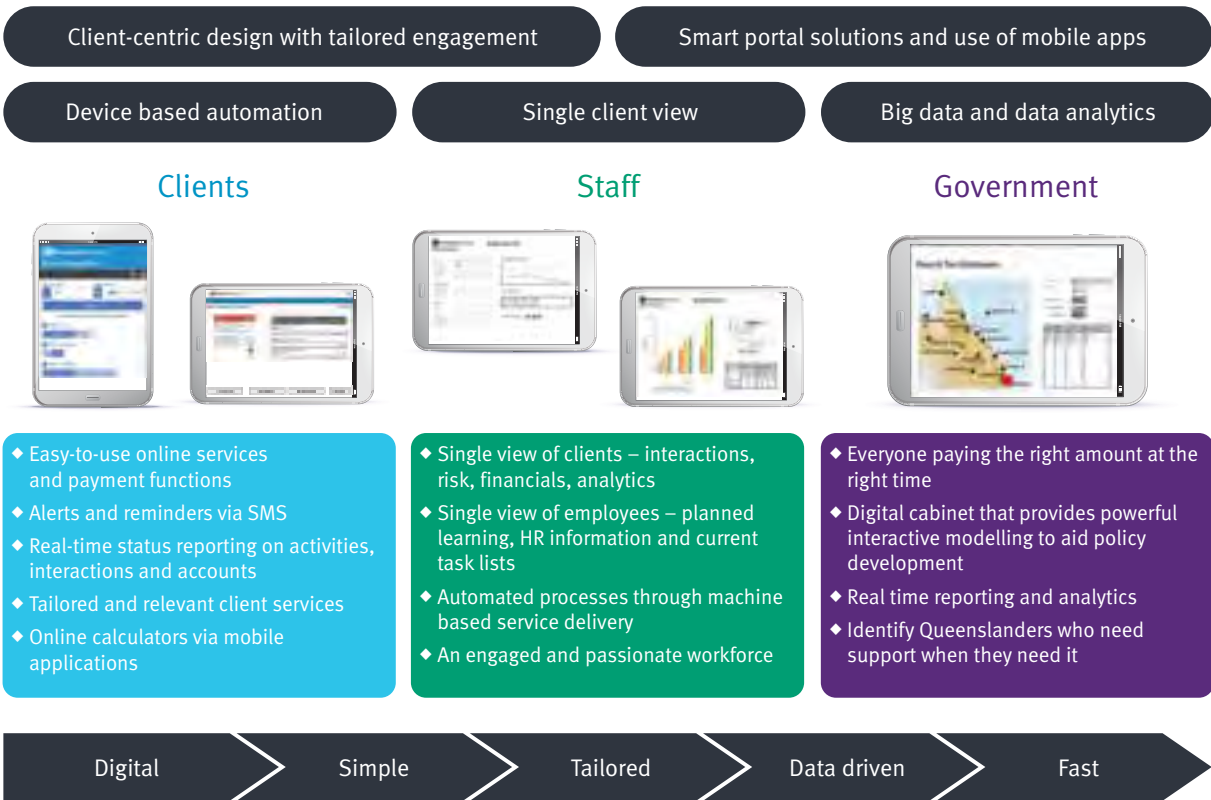 Client-centric design with tailored engagement
Smart portal solutions and use of mobile apps
Device based automation
Single client view
Big data and data analytics
Clients
Staff
Government
◆ Easy-to-use online services
and payment functions
◆ Alerts and reminders via SMS
◆ Real-time status reporting on activities,
interactions and accounts
◆ Tailored and relevant client services
◆ Online calculators via mobile
applications
◆ Single view of clients – interactions,
risk, financials, analytics
◆ Single view of employees – planned
learning, HR information and current
task lists
◆ Automated processes through machine
based service delivery
◆ An engaged and passionate workforce
◆ Everyone paying the right amount at the
right time
◆ Digital cabinet that provides powerful
interactive modelling to aid policy
development
◆ Real time reporting and analytics
◆ Identify Queenslanders who need
support when they need it
Digital
Simple
Tailored
Data driven
Fast